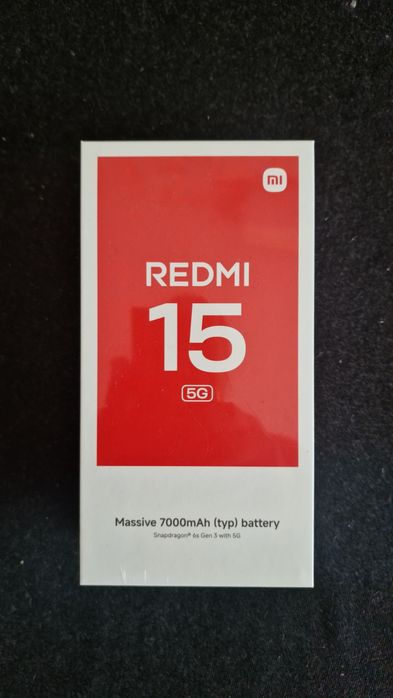 mi
REDMI
15
5G
Massive 7000mAh (typ) battery
Snapdragon® 6s Gen 3 with 5G